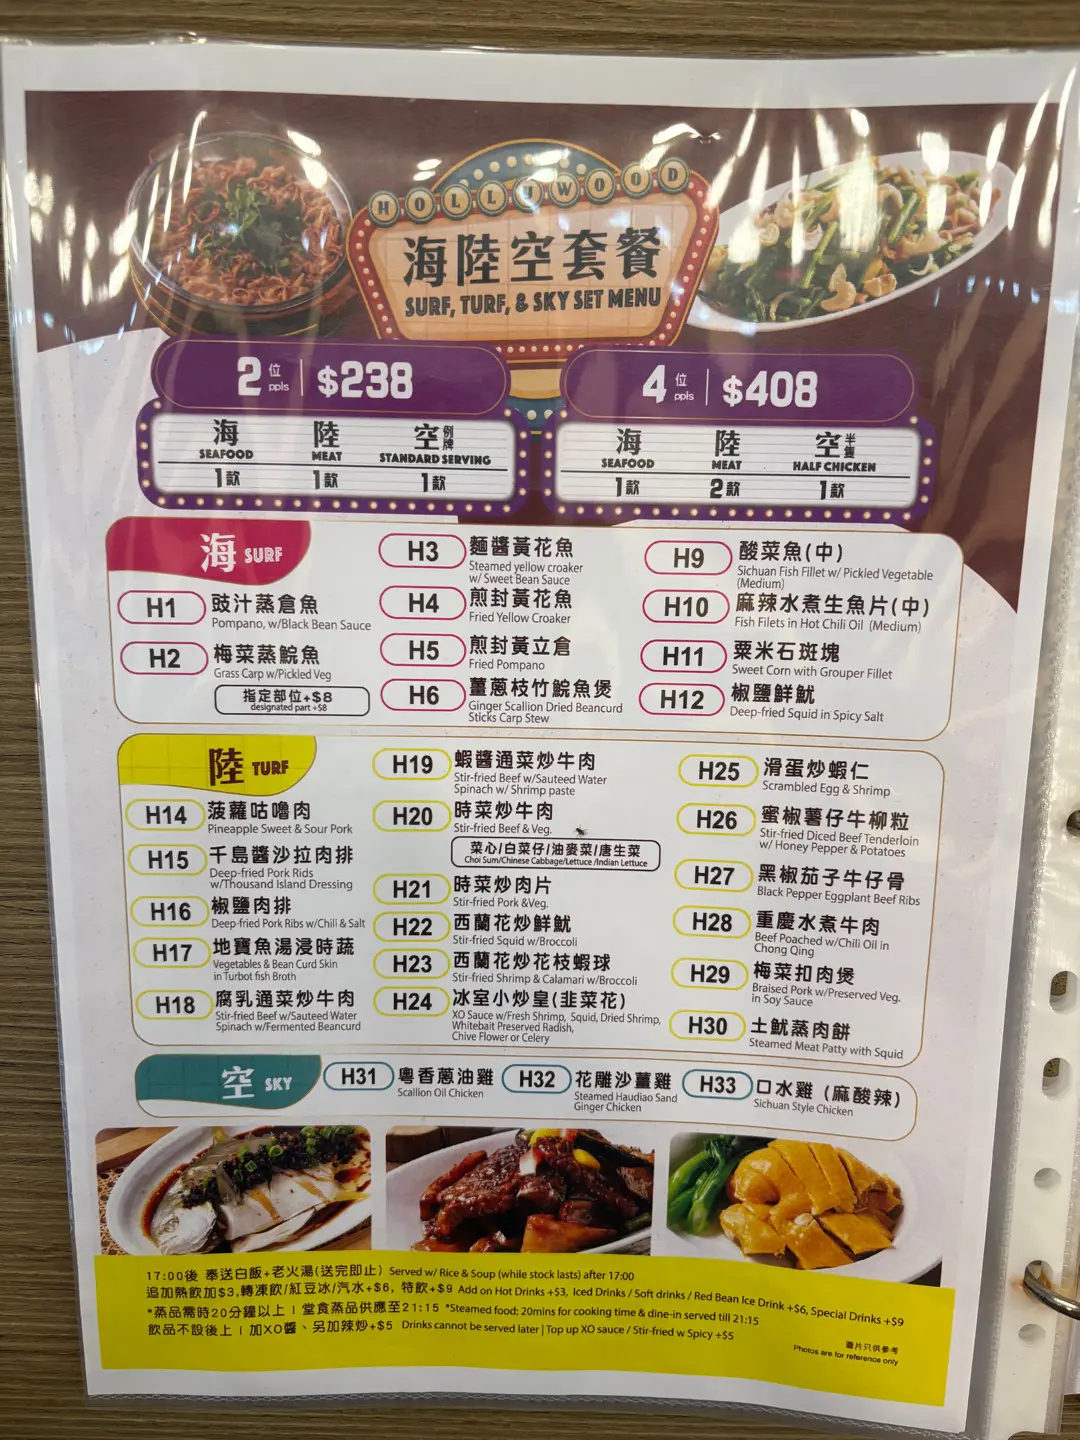 HOLLYWOOD
海陸空套餐
SURF, TURF, & SKY SET MENU
2 位 ppls $238
海 陸 空 例牌
SEAFOOD MEAT STANDARD SERVING
1款 1款 1款
4 位 ppls $408
海 陸 空 半隻
SEAFOOD MEAT HALF CHICKEN
1款 2款 1款
海 SURF
H1 豉汁蒸倉魚
Pompano, w/Black Bean Sauce
H2 梅菜蒸鯇魚
Grass Carp w/Pickled Veg
指定部位+$8
designated part +$8
H3 麵醬黃花魚
Steamed yellow croaker
w/ Sweet Bean Sauce
H4 煎封黃花魚
Fried Yellow Croaker
H5 煎封黃立倉
Fried Pompano
H6 薑蔥枝竹鯇魚煲
Ginger Scallion Dried Beancurd
Sticks Carp Stew
H9 酸菜魚(中)
Sichuan Fish Fillet w/ Pickled Vegetable
(Medium)
H10 麻辣水煮生魚片(中)
Fish Filets in Hot Chili Oil (Medium)
H11 粟米石斑塊
Sweet Corn with Grouper Fillet
H12 椒鹽鮮魷
Deep-fried Squid in Spicy Salt
陸 TURF
H14 菠蘿咕嚕肉
Pineapple Sweet & Sour Pork
H15 千島醬沙拉肉排
Deep-fried Pork Rids
w/Thousand Island Dressing
H16 椒鹽肉排
Deep-fried Pork Ribs w/Chili & Salt
H17 地寶魚湯浸時蔬
Vegetables & Bean Curd Skin
in Turbot fish Broth
H18 腐乳通菜炒牛肉
Stir-fried Beef w/Sauteed Water
Spinach w/Fermented Beancurd
H19 蝦醬通菜炒牛肉
Stir-fried Beef w/Sauteed Water
Spinach w/ Shrimp paste
H20 時菜炒牛肉
Stir-fried Beef & Veg.
菜心/白菜仔/油麥菜/唐生菜
Choi Sum/Chinese Cabbage/Lettuce /Indian Lettuce
H21 時菜炒肉片
Stir-fried Pork &Veg.
H22 西蘭花炒鮮魷
Stir-fried Squid w/Broccoli
H23 西蘭花炒花枝蝦球
Stir-fried Shrimp & Calamari w/Broccoli
H24 冰室小炒皇(韭菜花)
XO Sauce w/Fresh Shrimp, Squid, Dried Shrimp,
Whitebait Preserved Radish,
Chive Flower or Celery
H25 滑蛋炒蝦仁
Scrambled Egg & Shrimp
H26 蜜椒薯仔牛柳粒
Stir-fried Diced Beef Tenderloin
w/ Honey Pepper & Potatoes
H27 黑椒茄子牛仔骨
Black Pepper Eggplant Beef Ribs
H28 重慶水煮牛肉
Beef Poached w/Chili Oil in
Chong Qing
H29 梅菜扣肉煲
Braised Pork w/Preserved Veg.
in Soy Sauce
H30 土魷蒸肉餅
Steamed Meat Patty with Squid
空 SKY
H31 粵香蔥油雞
Scallion Oil Chicken
H32 花雕沙薑雞
Steamed Haudiao Sand
Ginger Chicken
H33 口水雞 (麻酸辣)
Sichuan Style Chicken
17:00後 奉送白飯+老火湯(送完即止) Served w/ Rice & Soup (while stock lasts) after 17:00
追加熱飲加$3,轉凍飲/紅豆冰/汽水+$6, 特飲+$9 Add on Hot Drinks +$3, Iced Drinks / Soft drinks / Red Bean Ice Drink +$6, Special Drinks +$9
*蒸品需時20分鐘以上 | 堂食蒸品供應至21:15 *Steamed food: 20mins for cooking time & dine-in served till 21:15
飲品不設後上 | 加XO醬、另加辣炒+$5 Drinks cannot be served later | Top up XO sauce / Stir-fried w Spicy +$5
圖片只供參考
Photos are for reference only